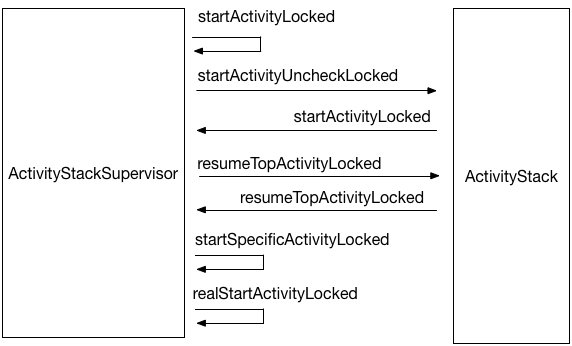 startActivityLocked
startActivityUncheckLocked
startActivityLocked
resumeTopActivityLocked
ActivityStackSupervisor
ActivityStack
resumeTopActivityLocked
startSpecificActivityLocked
realStartActivityLocked